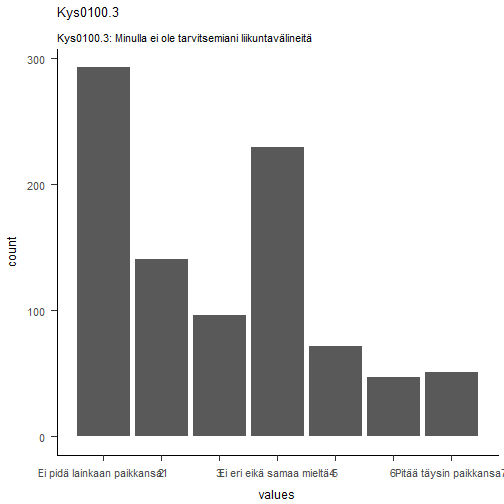 Kys0100.3
Kys0100.3: Minulla ei ole tarvitsemiani liikuntavälineitä
300
200
100
0
count
Ei pidä lainkaan paikkansa1 2 3 Ei eri eikä samaa mieltä4 5 6 Pitää täysin paikkansa7
values